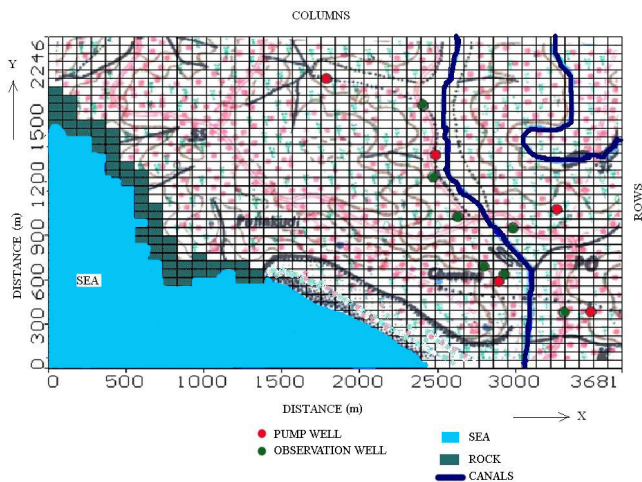 COLUMNS
Y
2246
1500
1200
900
600
300
0
DISTANCE (m)
ROWS
SEA
0 500 1000 1500 2000 2500 3000 3681
DISTANCE (m)
X
PUMP WELL
OBSERVATION WELL
SEA
ROCK
CANALS